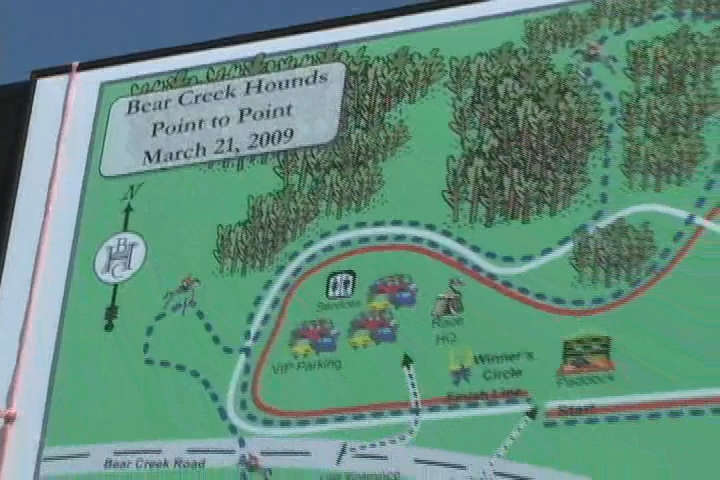 Bear Creek Hounds
Point to Point
March 21, 2009
N
B
H
C
Services
Race
HQ
VIP Parking
Winner's
Circle
Paddock
Finish Line
Start
Bear Creek Road